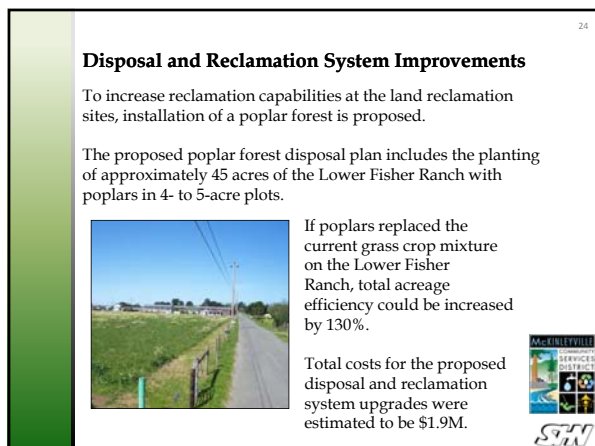 24
Disposal and Reclamation System Improvements
To increase reclamation capabilities at the land reclamation
sites, installation of a poplar forest is proposed.
The proposed poplar forest disposal plan includes the planting
of approximately 45 acres of the Lower Fisher Ranch with
poplars in 4- to 5-acre plots.
If poplars replaced the
current grass crop mixture
on the Lower Fisher
Ranch, total acreage
efficiency could be increased
by 130%.
Total costs for the proposed
disposal and reclamation
system upgrades were
estimated to be $1.9M.
McKINLEYVILLE
COMMUNITY
SERVICES
DISTRICT
SHN